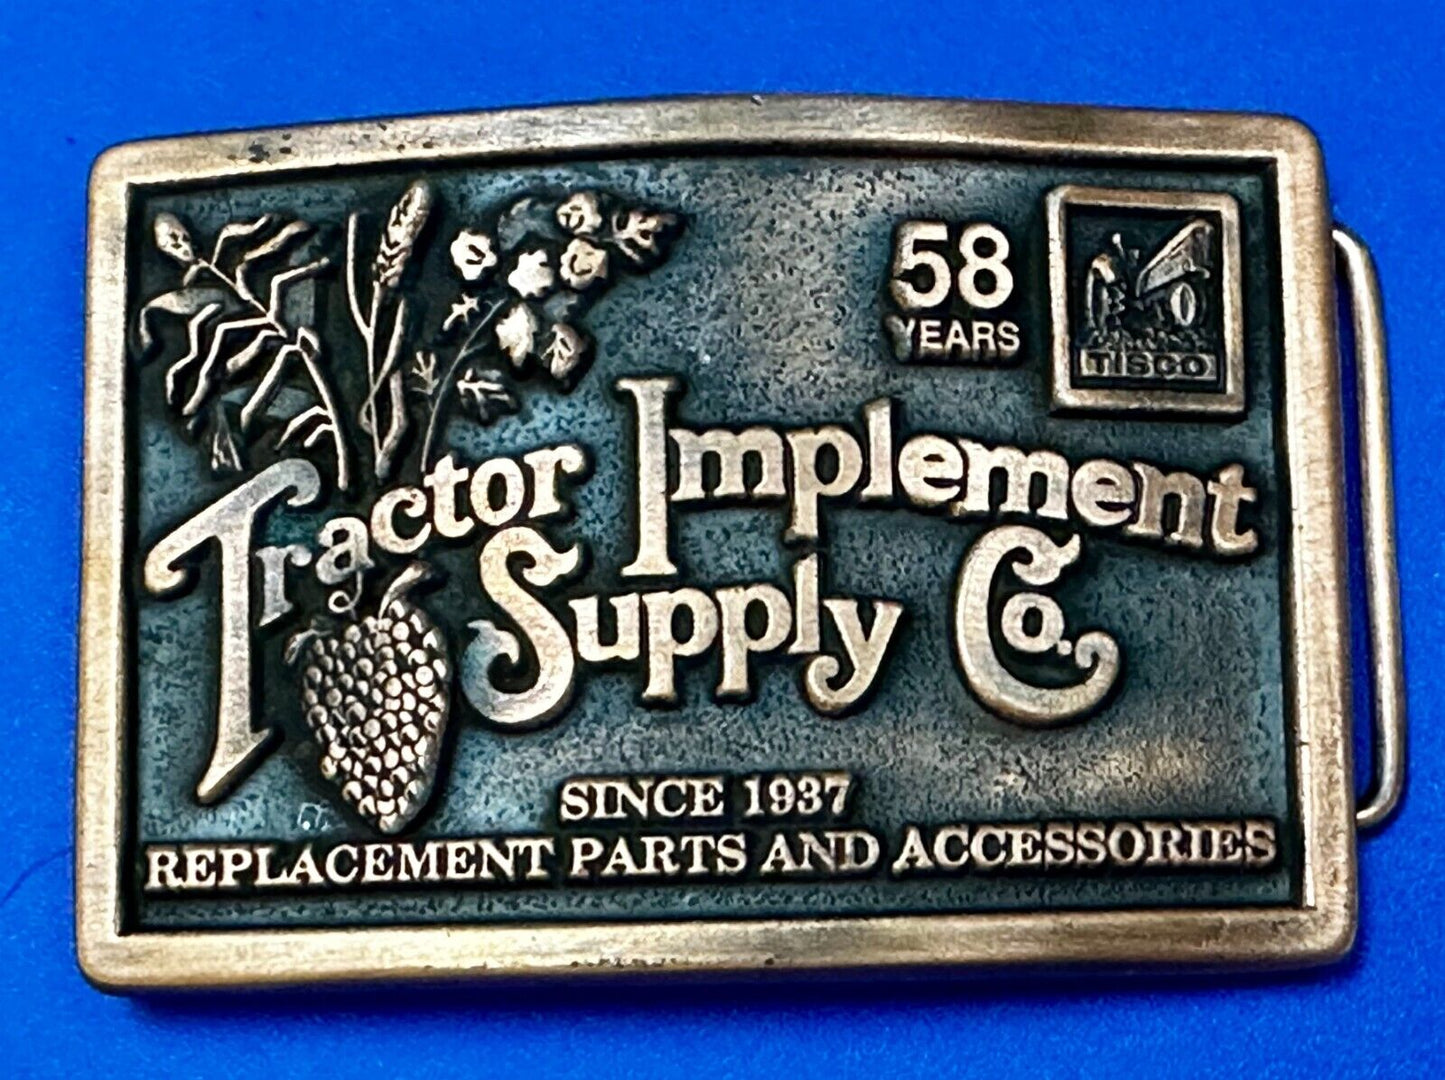 58
YEARS
TISCO
Tractor Implement
Supply Co.
SINCE 1937
REPLACEMENT PARTS AND ACCESSORIES